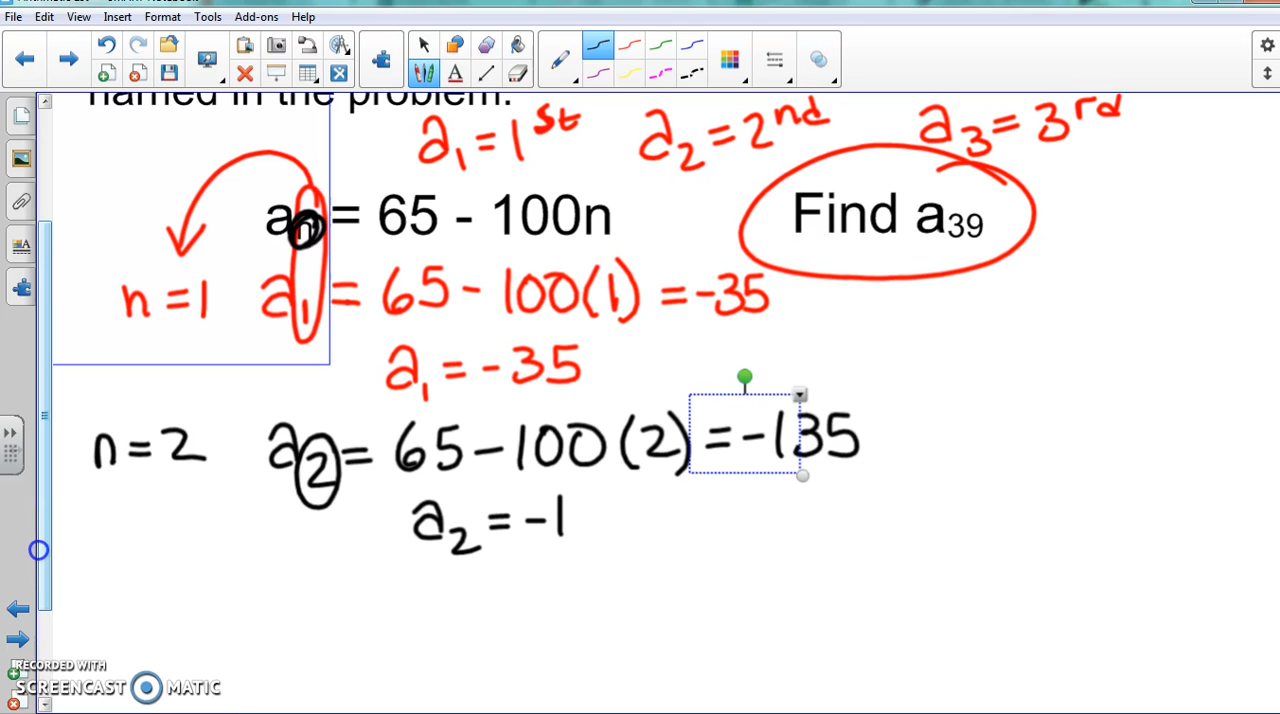 File Edit View Insert Format Tools Add-ons Help
named in the problem.
a₁ = 1st a₂ = 2nd a₃ = 3rd
aₙ = 65 - 100n Find a₃₉
n = 1 a₁ = 65 - 100(1) = -35
a₁ = -35
n = 2 a₂ = 65 - 100(2) = -135
a₂ = -1
RECORDED WITH
SCREENCAST MATIC